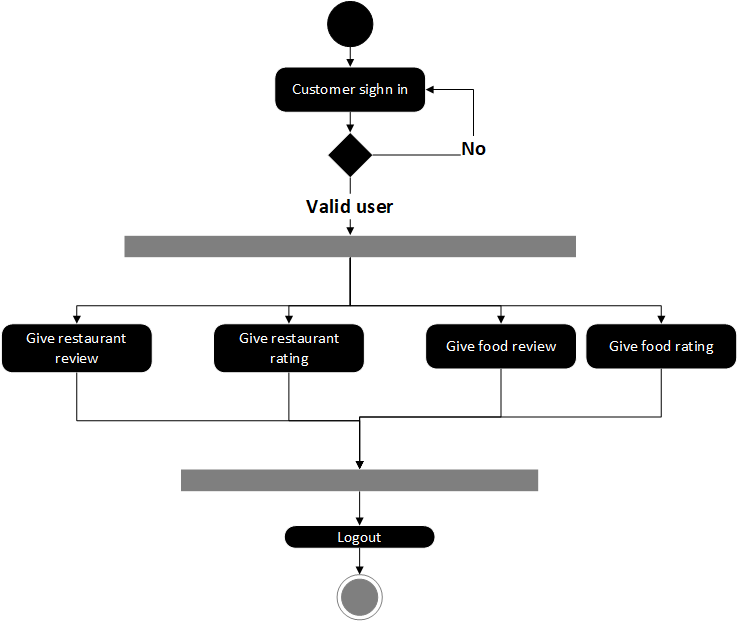 Customer sighn in
No
Valid user
Give restaurant
review
Give restaurant
rating
Give food review
Give food rating
Logout